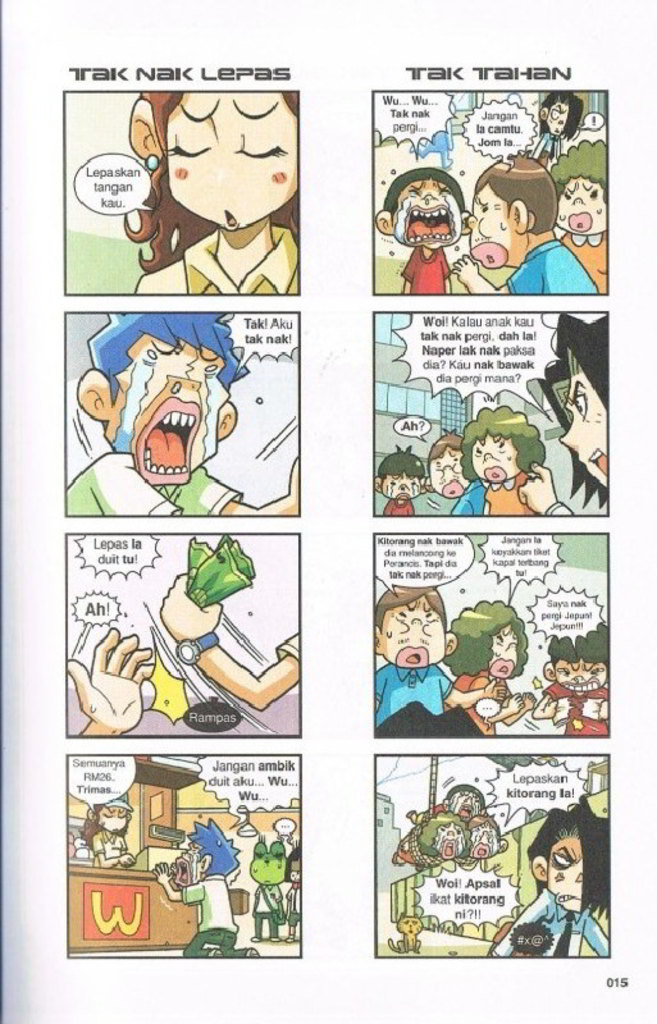 TAK NAK LEPAS
Lepaskan
tangan
kau.
Tak! Aku
tak nak!
Lepas la
duit tu!
Ah!
Rampas
Semuanya
RM26.
Trimas...
Jangan ambik
duit aku... Wu...
Wu...
...
W
TAK TAHAN
Wu... Wu...
Tak nak
pergi...
Jangan
la camtu.
Jom la...
!
Woi! Kalau anak kau
tak nak pergi, dah la!
Naper lak nak paksa
dia? Kau nak bawak
dia pergi mana?
Ah?
Kitorang nak bawak
dia melancong ke
Perancis. Tapi dia
tak nak pergi...
Jangan la
koyakkan tiket
kapal terbang
tu!
Saya nak
pergi Jepun!
Jepun!!!
...
Lepaskan
kitorang la!
Woi! Apsal
ikat kitorang
ni?!!
#x@^
015